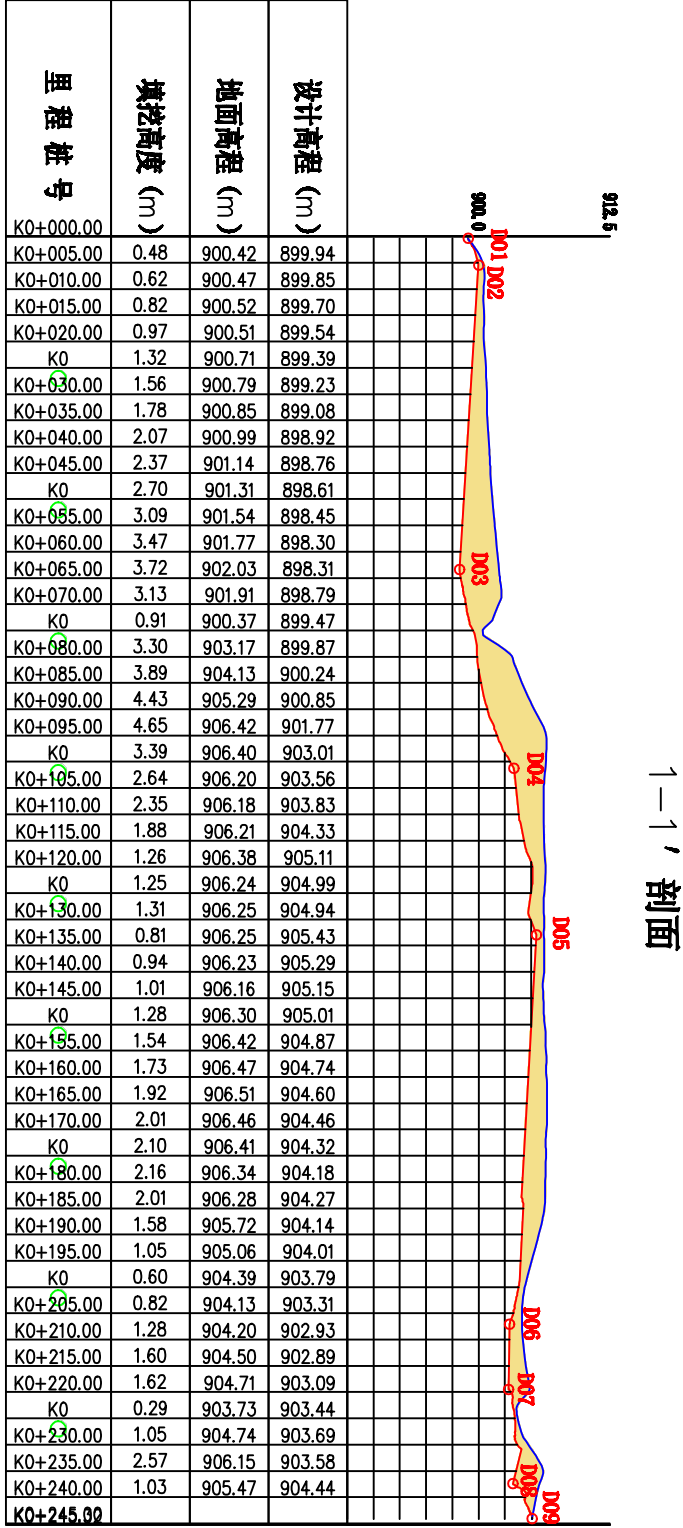 里程桩号 填挖高度(m) 地面高程(m) 设计高程(m)
K0+000.00
K0+005.00 0.48 900.42 899.94
K0+010.00 0.62 900.47 899.85
K0+015.00 0.82 900.52 899.70
K0+020.00 0.97 900.51 899.54
K0 1.32 900.71 899.39
K0+030.00 1.56 900.79 899.23
K0+035.00 1.78 900.85 899.08
K0+040.00 2.07 900.99 898.92
K0+045.00 2.37 901.14 898.76
K0 2.70 901.31 898.61
K0+055.00 3.09 901.54 898.45
K0+060.00 3.47 901.77 898.30
K0+065.00 3.72 902.03 898.31
K0+070.00 3.13 901.91 898.79
K0 0.91 900.37 899.47
K0+080.00 3.30 903.17 899.87
K0+085.00 3.89 904.13 900.24
K0+090.00 4.43 905.29 900.85
K0+095.00 4.65 906.42 901.77
K0 3.39 906.40 903.01
K0+105.00 2.64 906.20 903.56
K0+110.00 2.35 906.18 903.83
K0+115.00 1.88 906.21 904.33
K0+120.00 1.26 906.38 905.11
K0 1.25 906.24 904.99
K0+130.00 1.31 906.25 904.94
K0+135.00 0.81 906.25 905.43
K0+140.00 0.94 906.23 905.29
K0+145.00 1.01 906.16 905.15
K0 1.28 906.30 905.01
K0+155.00 1.54 906.42 904.87
K0+160.00 1.73 906.47 904.74
K0+165.00 1.92 906.51 904.60
K0+170.00 2.01 906.46 904.46
K0 2.10 906.41 904.32
K0+180.00 2.16 906.34 904.18
K0+185.00 2.01 906.28 904.27
K0+190.00 1.58 905.72 904.14
K0+195.00 1.05 905.06 904.01
K0 0.60 904.39 903.79
K0+205.00 0.82 904.13 903.31
K0+210.00 1.28 904.20 902.93
K0+215.00 1.60 904.50 902.89
K0+220.00 1.62 904.71 903.09
K0 0.29 903.73 903.44
K0+230.00 1.05 904.74 903.69
K0+235.00 2.57 906.15 903.58
K0+240.00 1.03 905.47 904.44
900.0
912.5
D01
D02
D03
D04
D05
D06
D07
D08
D09
1-1' 剖面